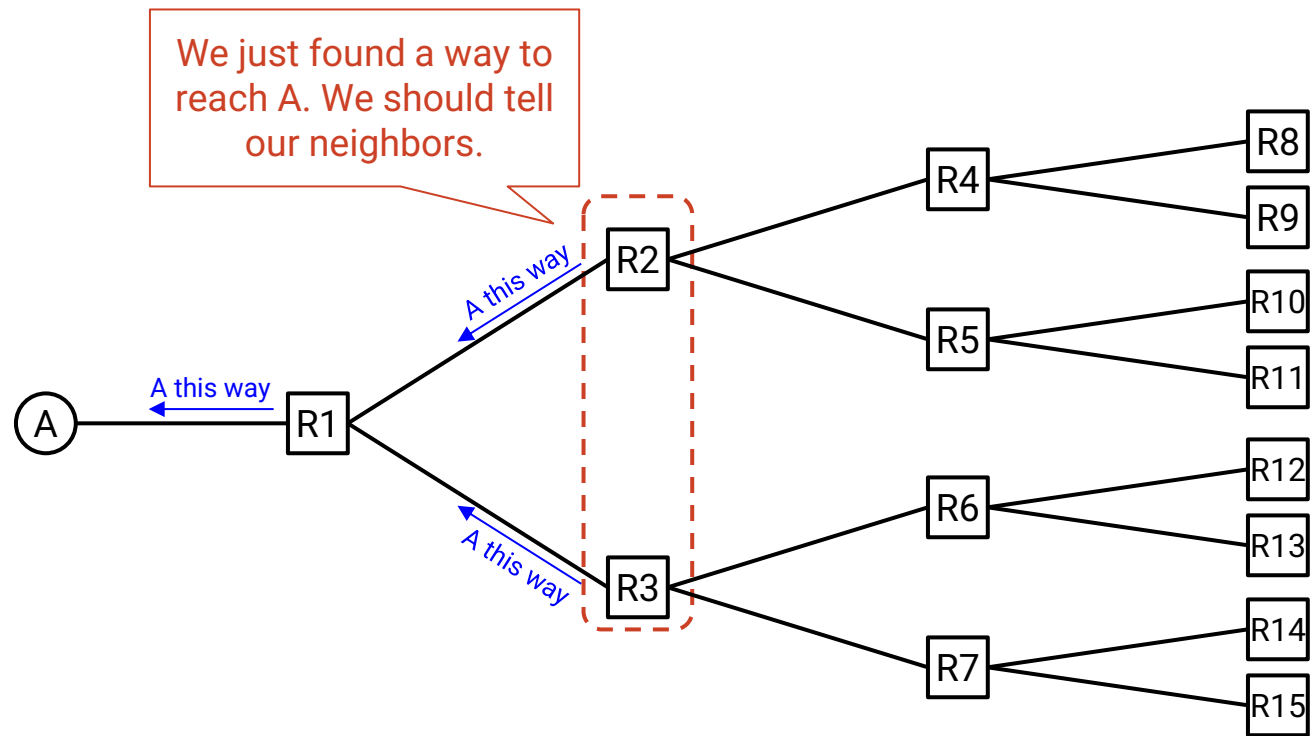 We just found a way to
reach A. We should tell
our neighbors.
R8
R4
R9
R2
A this way
R10
R5
R11
A this way
A
R1
R12
R6
R13
A this way
R3
R14
R7
R15